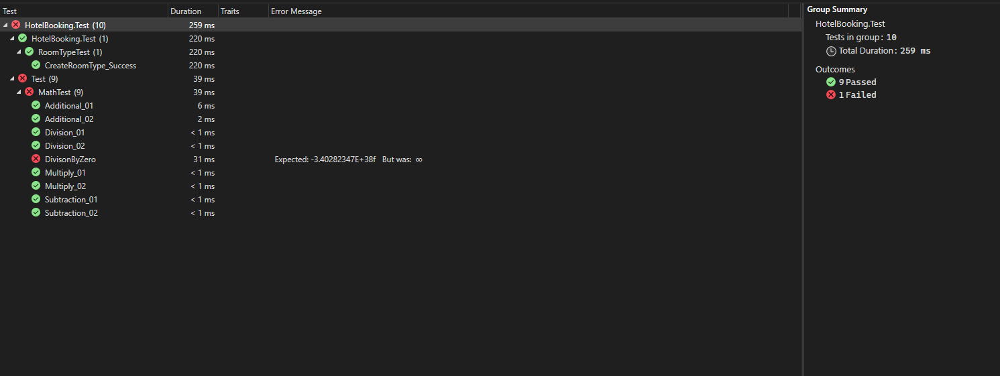 Test Duration Traits Error Message
HotelBooking.Test (10) 259 ms
HotelBooking.Test (1) 220 ms
RoomTypeTest (1) 220 ms
CreateRoomType_Success 220 ms
Test (9) 39 ms
MathTest (9) 39 ms
Additional_01 6 ms
Additional_02 2 ms
Division_01 < 1 ms
Division_02 < 1 ms
DivisonByZero 31 ms Expected: -3.40282347E+38f But was: ∞
Multiply_01 < 1 ms
Multiply_02 < 1 ms
Subtraction_01 < 1 ms
Subtraction_02 < 1 ms
Group Summary
HotelBooking.Test
Tests in group: 10
Total Duration: 259 ms
Outcomes
9 Passed
1 Failed